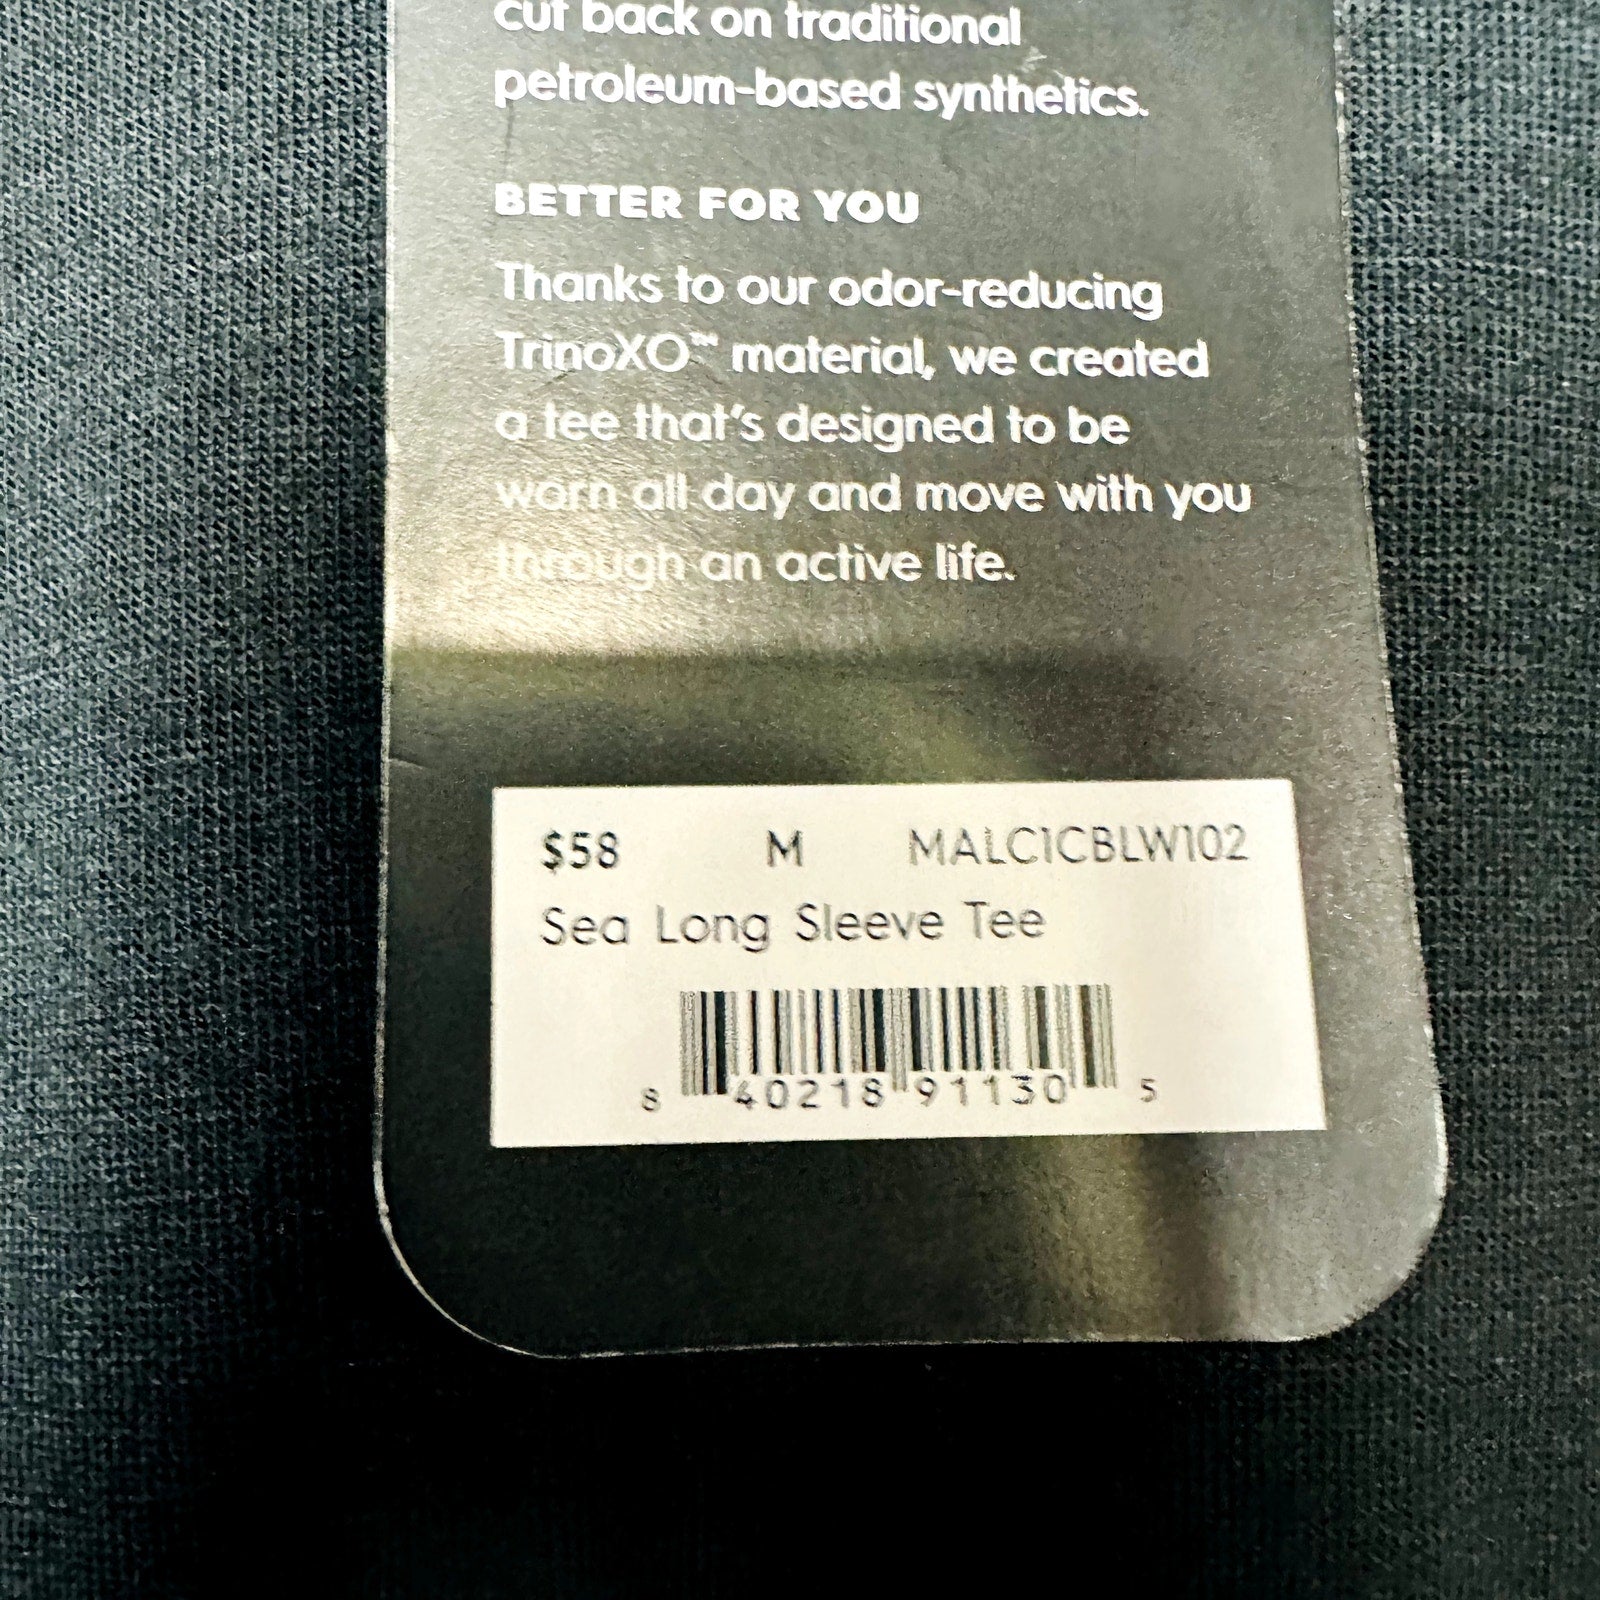 cut back on traditional
petroleum-based synthetics.
BETTER FOR YOU
Thanks to our odor-reducing
TrinoXO™ material, we created
a tee that's designed to be
worn all day and move with you
through an active life.
$58 M MALC1CBLW102
Sea Long Sleeve Tee
8 40218 91130 5